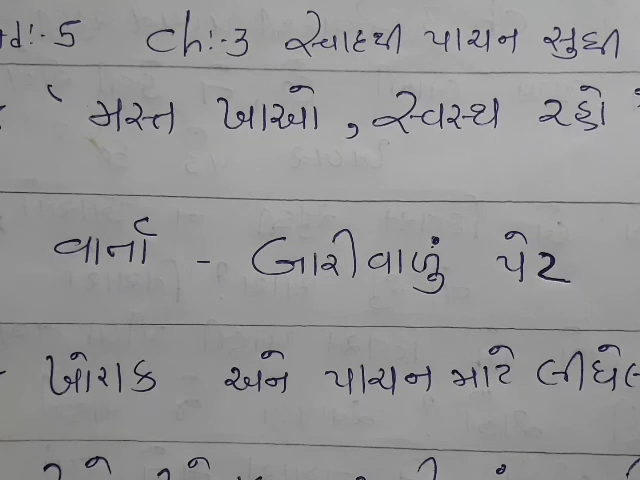 d:- 5 Ch:-3 સ્વાદથી પાચન સુધી
' મસ્ત ખાઓ, સ્વસ્થ રહો '
વાર્તા - બારીવાળું પેટ
- ખોરાક અને પાચન માટે લીધેલ